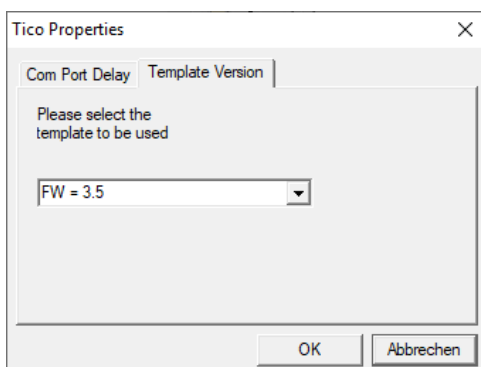 Tico Properties
Com Port Delay
Template Version
Please select the
template to be used
FW = 3.5
OK
Abbrechen